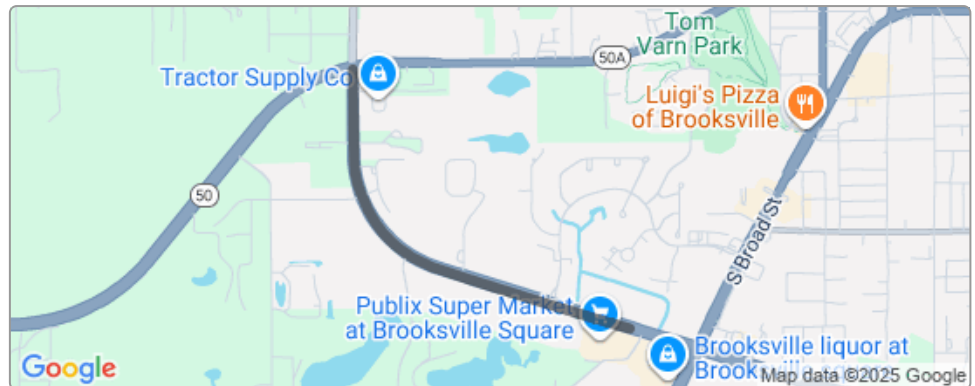 Tom
Varn Park
50A
Tractor Supply Co
Luigi's Pizza
of Brooksville
50
S Broad St
Publix Super Market
at Brooksville Square
Brooksville liquor at
Google
Map data ©2025 Google